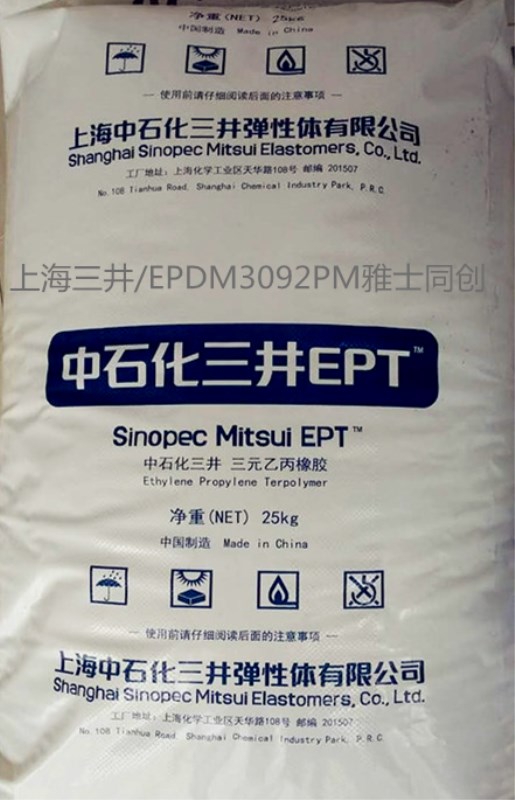 净重(NET) 25kg
中国制造 Made in China
— 使用前请仔细阅读后面的注意事项 —
上海中石化三井弹性体有限公司
Shanghai Sinopec Mitsui Elastomers, Co., Ltd.
工厂地址: 上海化学工业区天华路108号 邮编 201507
No. 108 Tianhua Road, Shanghai Chemical Industry Park, P.R.C
上海三井/EPDM3092PM雅士同创
中石化三井EPT™
Sinopec Mitsui EPT™
中石化三井 三元乙丙橡胶
Ethylene Propylene Terpolymer
净重(NET) 25kg
中国制造 Made in China
— 使用前请仔细阅读后面的注意事项 —
上海中石化三井弹性体有限公司
Shanghai Sinopec Mitsui Elastomers, Co., Ltd.
工厂地址: 上海化学工业区天华路108号 邮编 201507
No. 108 Tianhua Road, Shanghai Chemical Industry Park, P.R.C